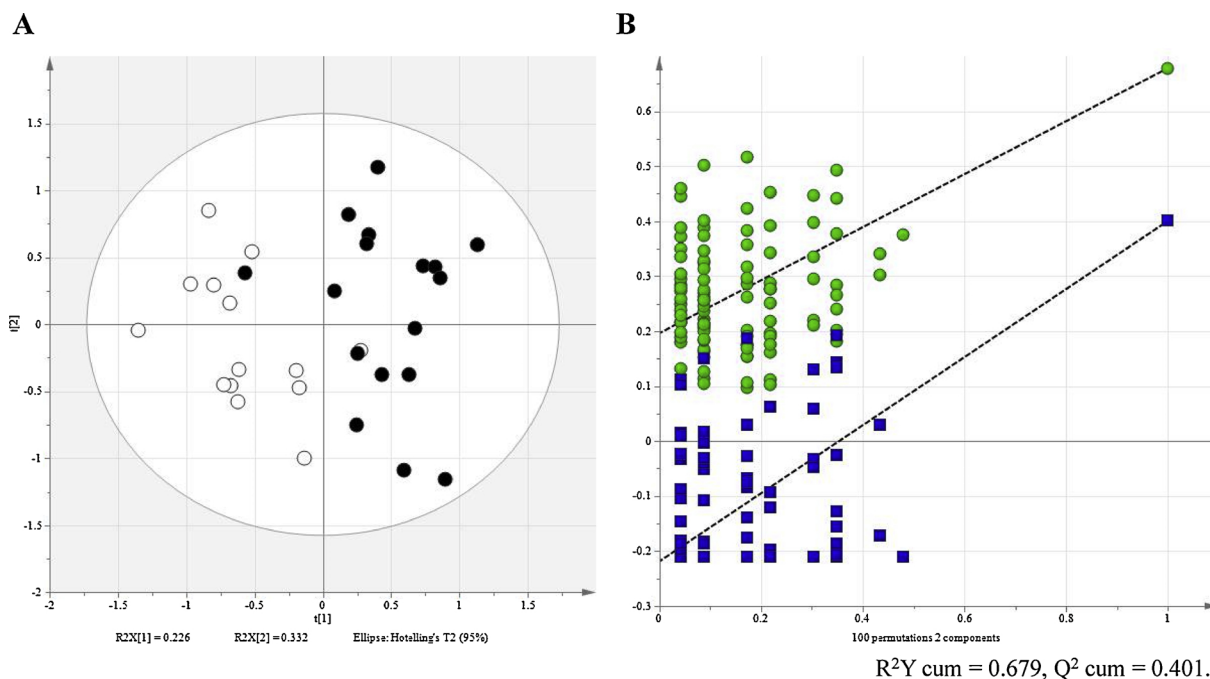 A
B
1.5
1
0.5
0
-0.5
-1
-1.5
-2
t[2]
-2 -1.5 -1 -0.5 0 0.5 1 1.5
t[1]
R2X[1] = 0.226 R2X[2] = 0.332 Ellipse: Hotelling's T2 (95%)
0.6
0.5
0.4
0.3
0.2
0.1
0
-0.1
-0.2
-0.3
0 0.2 0.4 0.6 0.8 1
100 permutations 2 components
R²Y cum = 0.679, Q² cum = 0.401.